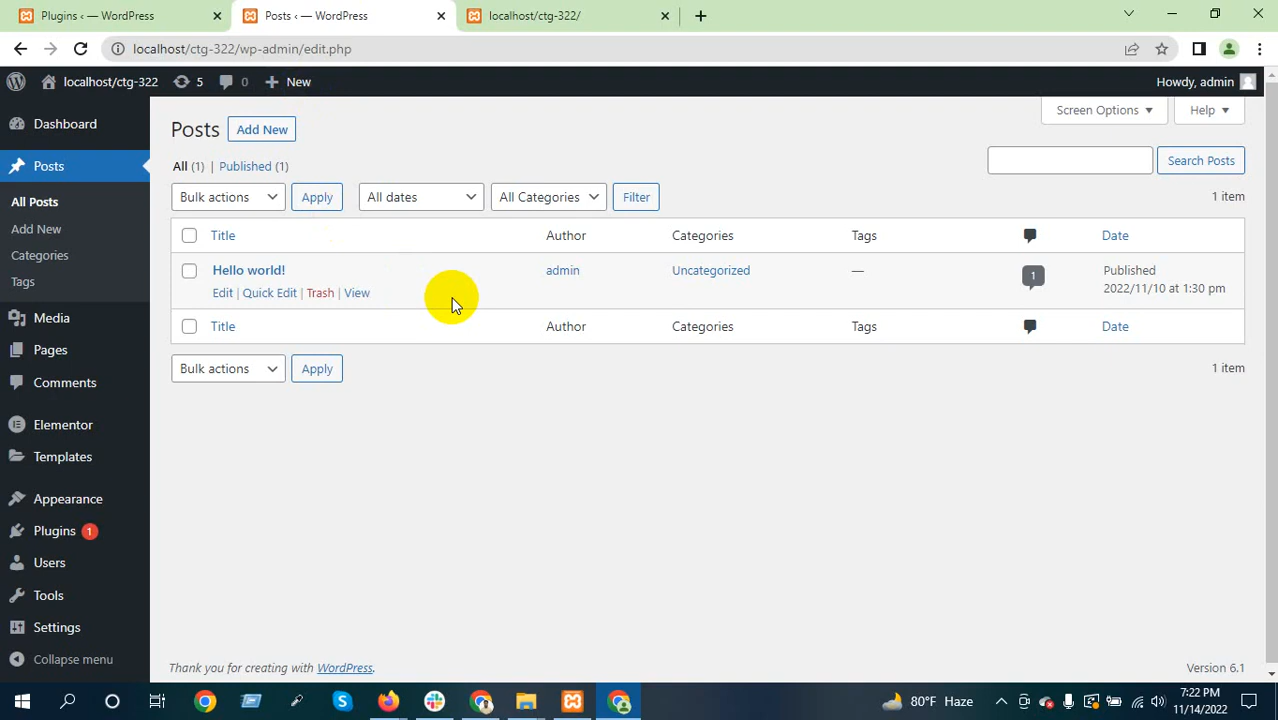 Plugins ‹ — WordPress
Posts ‹ — WordPress
localhost/ctg-322/
localhost/ctg-322/wp-admin/edit.php
localhost/ctg-322
5
0
New
Howdy, admin
Dashboard
Posts
All Posts
Add New
Categories
Tags
Media
Pages
Comments
Elementor
Templates
Appearance
Plugins 1
Users
Tools
Settings
Collapse menu
Screen Options
Help
Posts Add New
All (1) | Published (1)
Search Posts
Bulk actions Apply All dates All Categories Filter 1 item
Title Author Categories Tags Date
Hello world! admin Uncategorized — 1 Published
Edit | Quick Edit | Trash | View 2022/11/10 at 1:30 pm
Title Author Categories Tags Date
Bulk actions Apply 1 item
Thank you for creating with WordPress. Version 6.1
80°F Haze
7:22 PM
11/14/2022